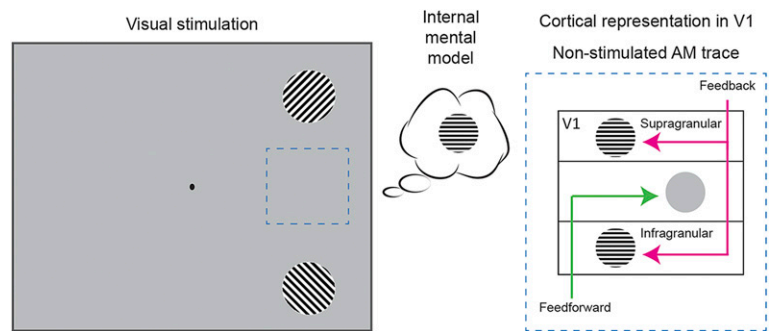 Visual stimulation
Internal
mental
model
Cortical representation in V1
Non-stimulated AM trace
Feedback
V1
Supragranular
Infragranular
Feedforward